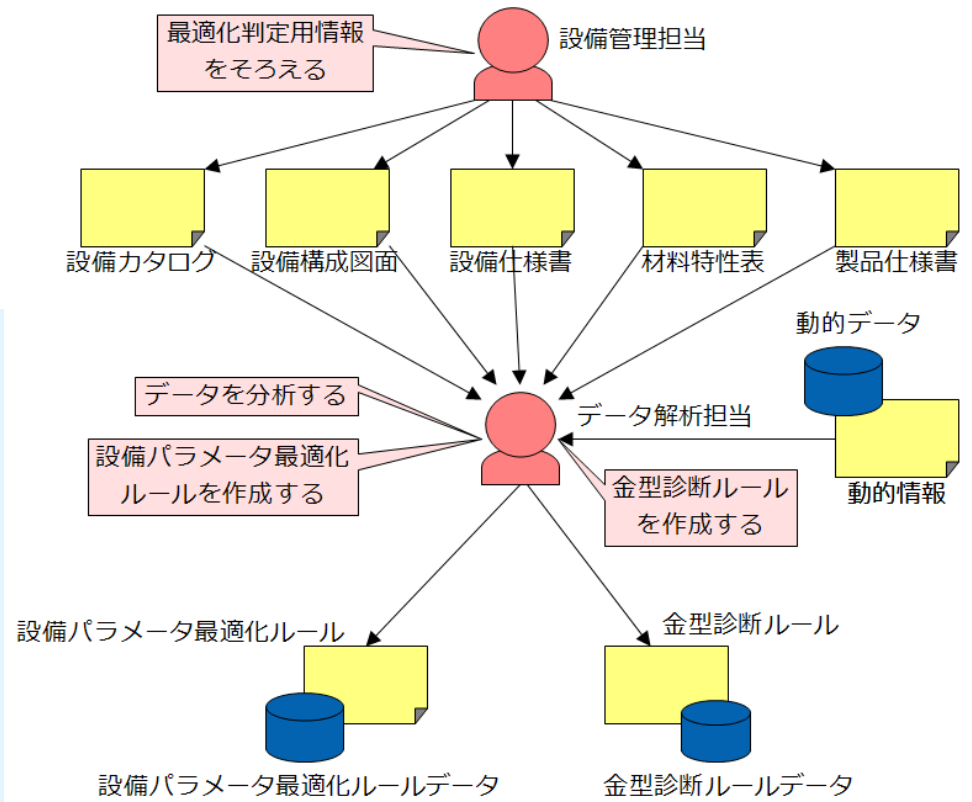 最適化判定用情報
をそろえる
設備管理担当
設備カタログ
設備構成図面
設備仕様書
材料特性表
製品仕様書
動的データ
データを分析する
データ解析担当
設備パラメータ最適化
ルールを作成する
金型診断ルール
を作成する
動的情報
設備パラメータ最適化ルール
金型診断ルール
設備パラメータ最適化ルールデータ
金型診断ルールデータ